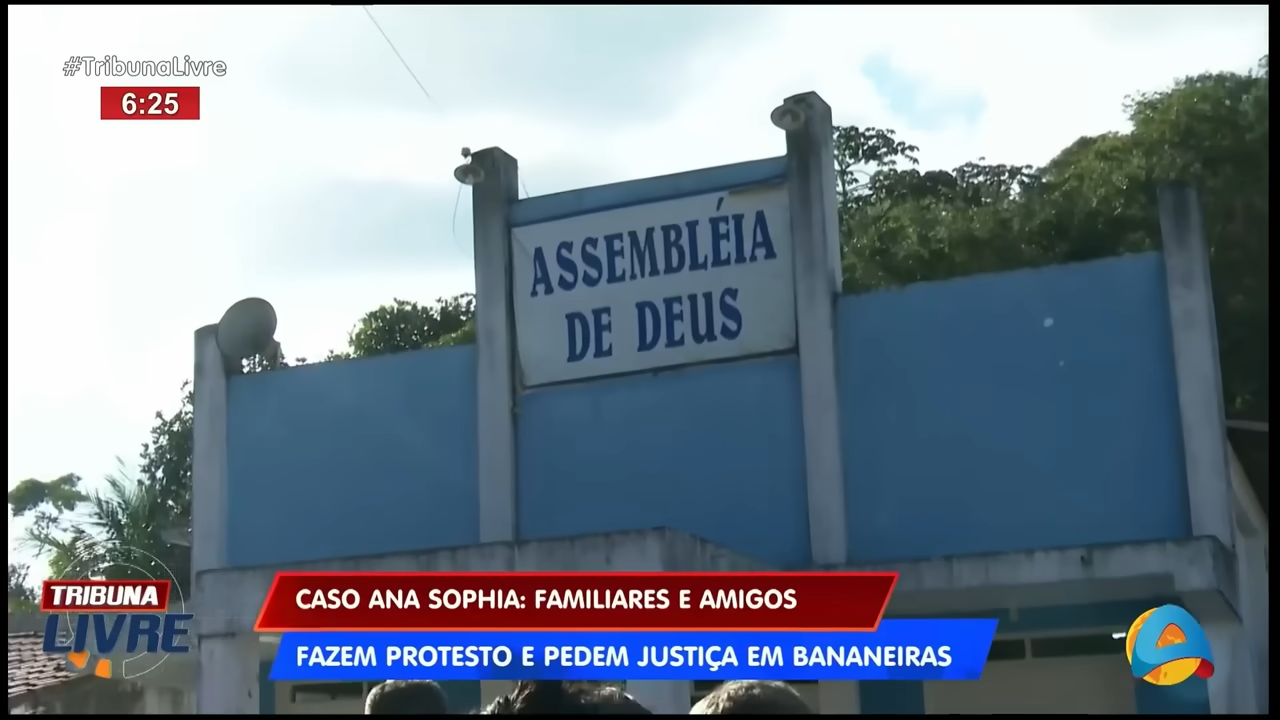 #TribunaLivre
6:25
ASSEMBLÉIA
DE DEUS
CASO ANA SOPHIA: FAMILIARES E AMIGOS
FAZEM PROTESTO E PEDEM JUSTIÇA EM BANANEIRAS
TRIBUNA
LIVRE